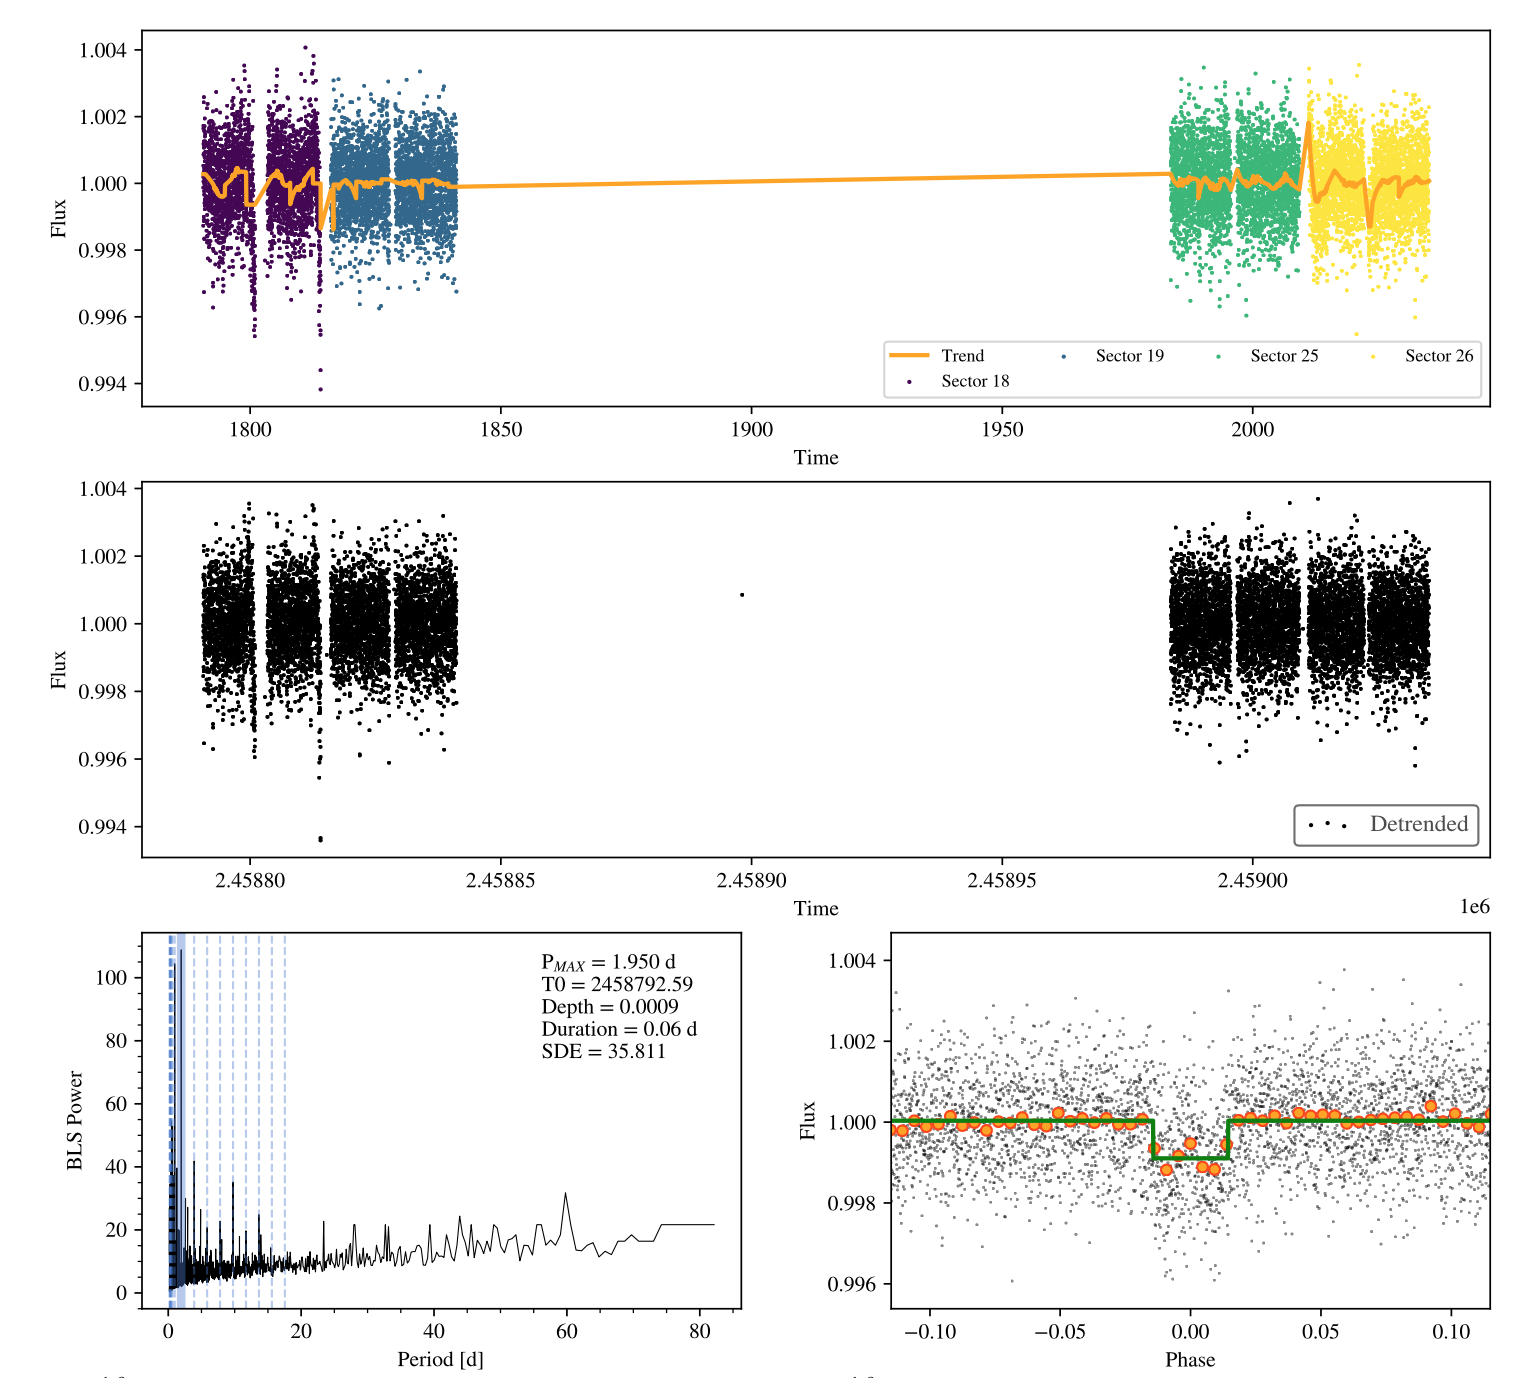 1.004
1.002
1.000
0.998
0.996
0.994
Flux
Trend
Sector 18
Sector 19
Sector 25
Sector 26
1800 1850 1900 1950 2000
Time
1.004
1.002
1.000
0.998
0.996
0.994
Flux
Detrended
2.45880 2.45885 2.45890 2.45895 2.45900
Time
1e6
100
80
60
40
20
0
BLS Power
P_MAX = 1.950 d
T0 = 2458792.59
Depth = 0.0009
Duration = 0.06 d
SDE = 35.811
0 20 40 60 80
Period [d]
1.004
1.002
1.000
0.998
0.996
Flux
−0.10 −0.05 0.00 0.05 0.10
Phase